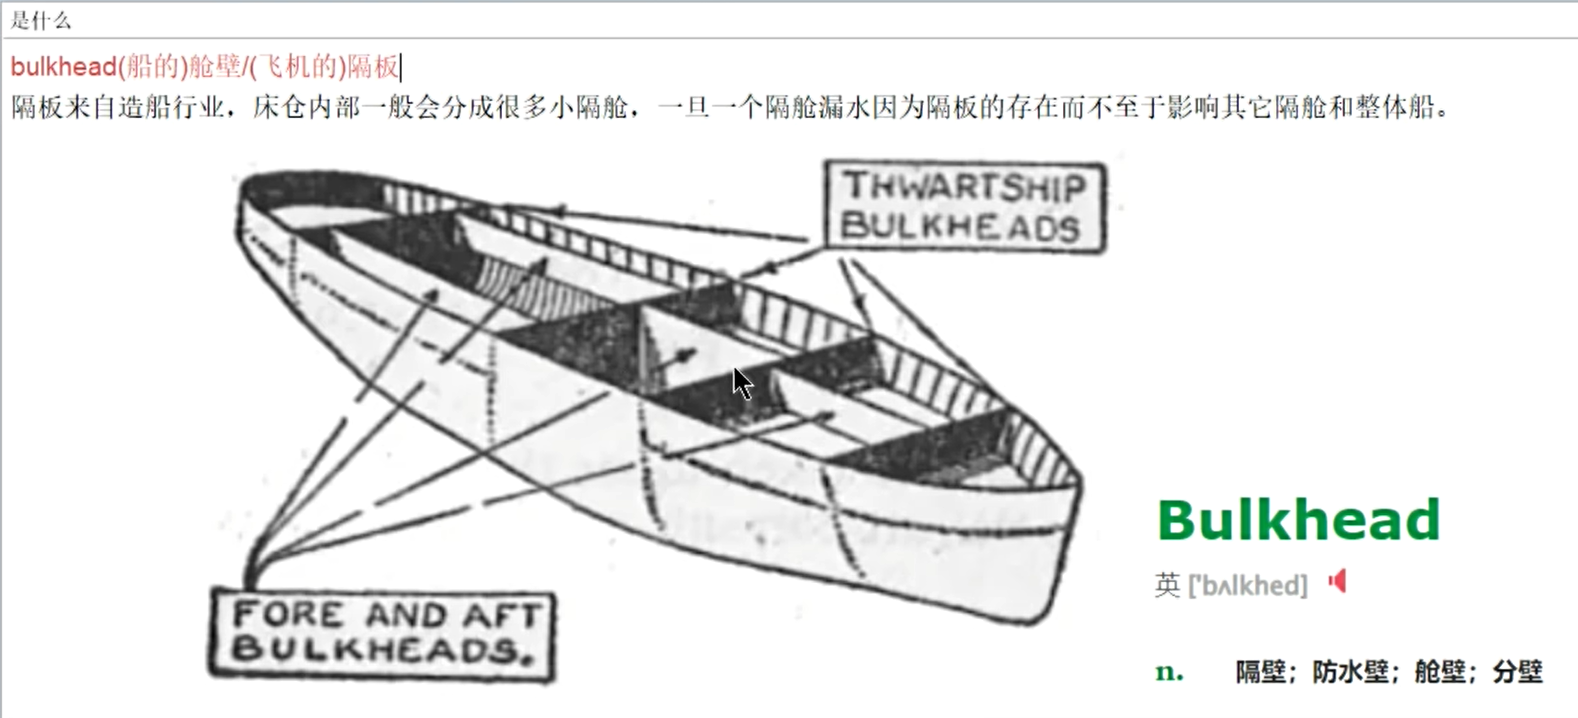 是什么
bulkhead(船的)舱壁/(飞机的)隔板
隔板来自造船行业，床仓内部一般会分成很多小隔舱，一旦一个隔舱漏水因为隔板的存在而不至于影响其它隔舱和整体船。
THWARTSHIP
BULKHEADS
FORE AND AFT
BULKHEADS.
Bulkhead
英 ['bʌlkhed]
n. 隔壁；防水壁；舱壁；分壁